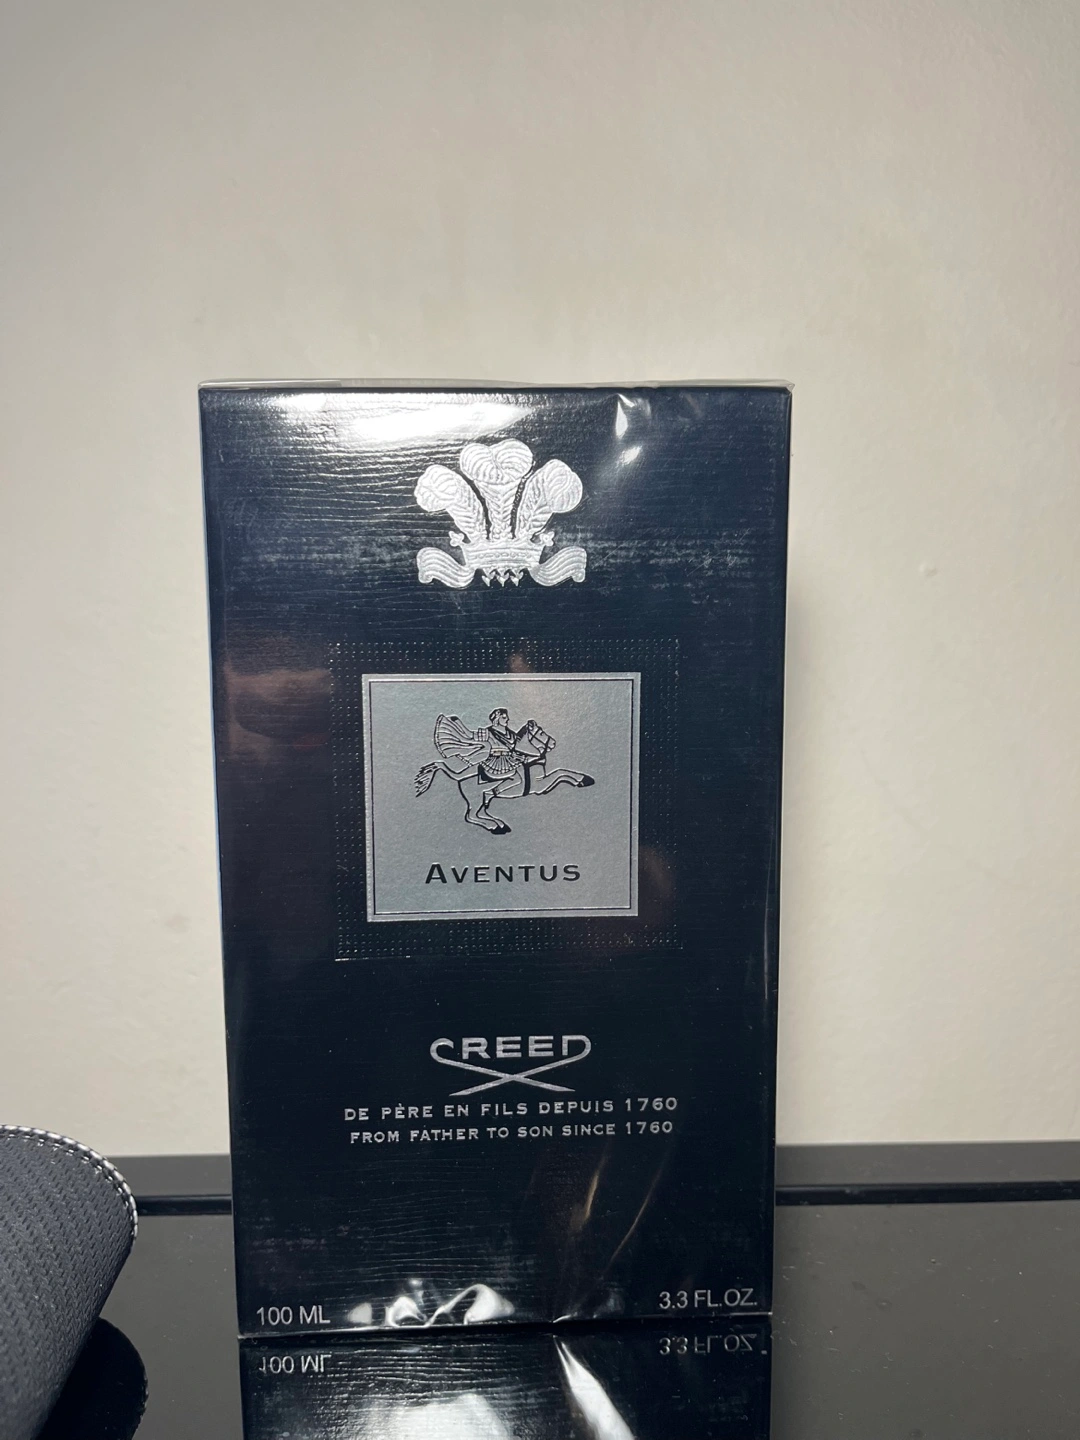 AVENTUS
CREED
DE PÈRE EN FILS DEPUIS 1760
FROM FATHER TO SON SINCE 1760
100 ML 3.3 FL.OZ.